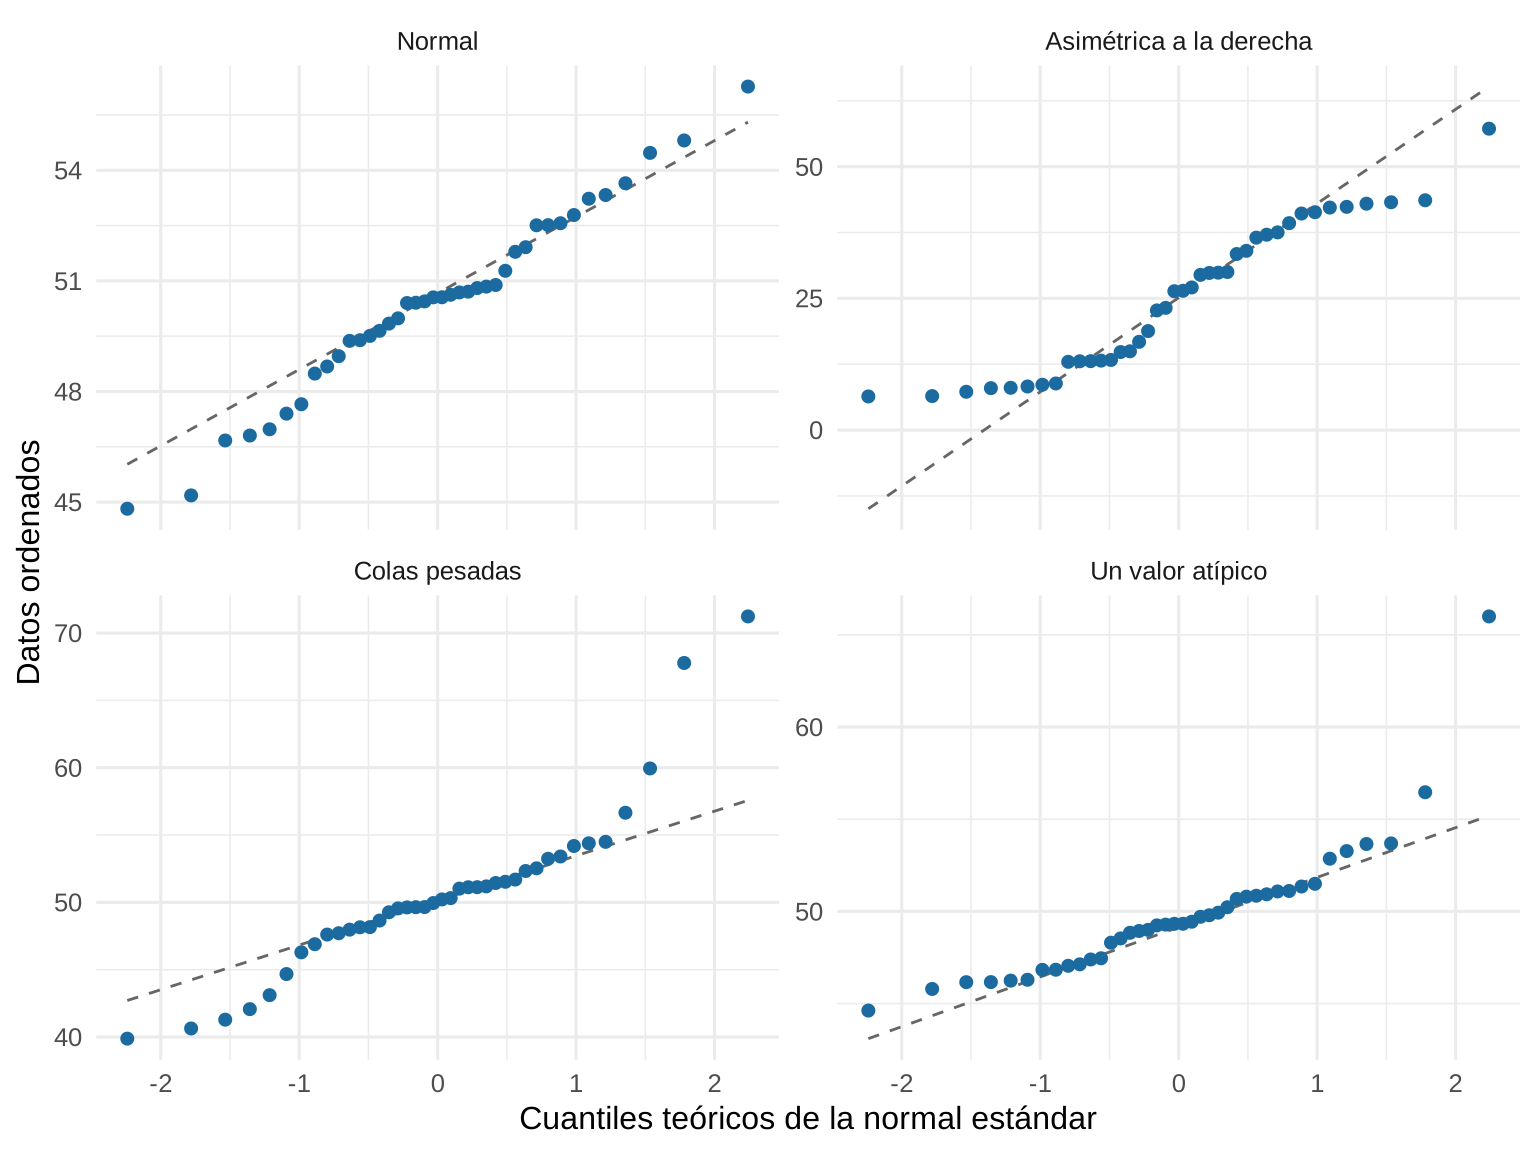 Normal
Asimétrica a la derecha
54
51
48
45
50
25
0
Datos ordenados
Colas pesadas
Un valor atípico
70
60
50
40
60
50
-2 -1 0 1 2
-2 -1 0 1 2
Cuantiles teóricos de la normal estándar